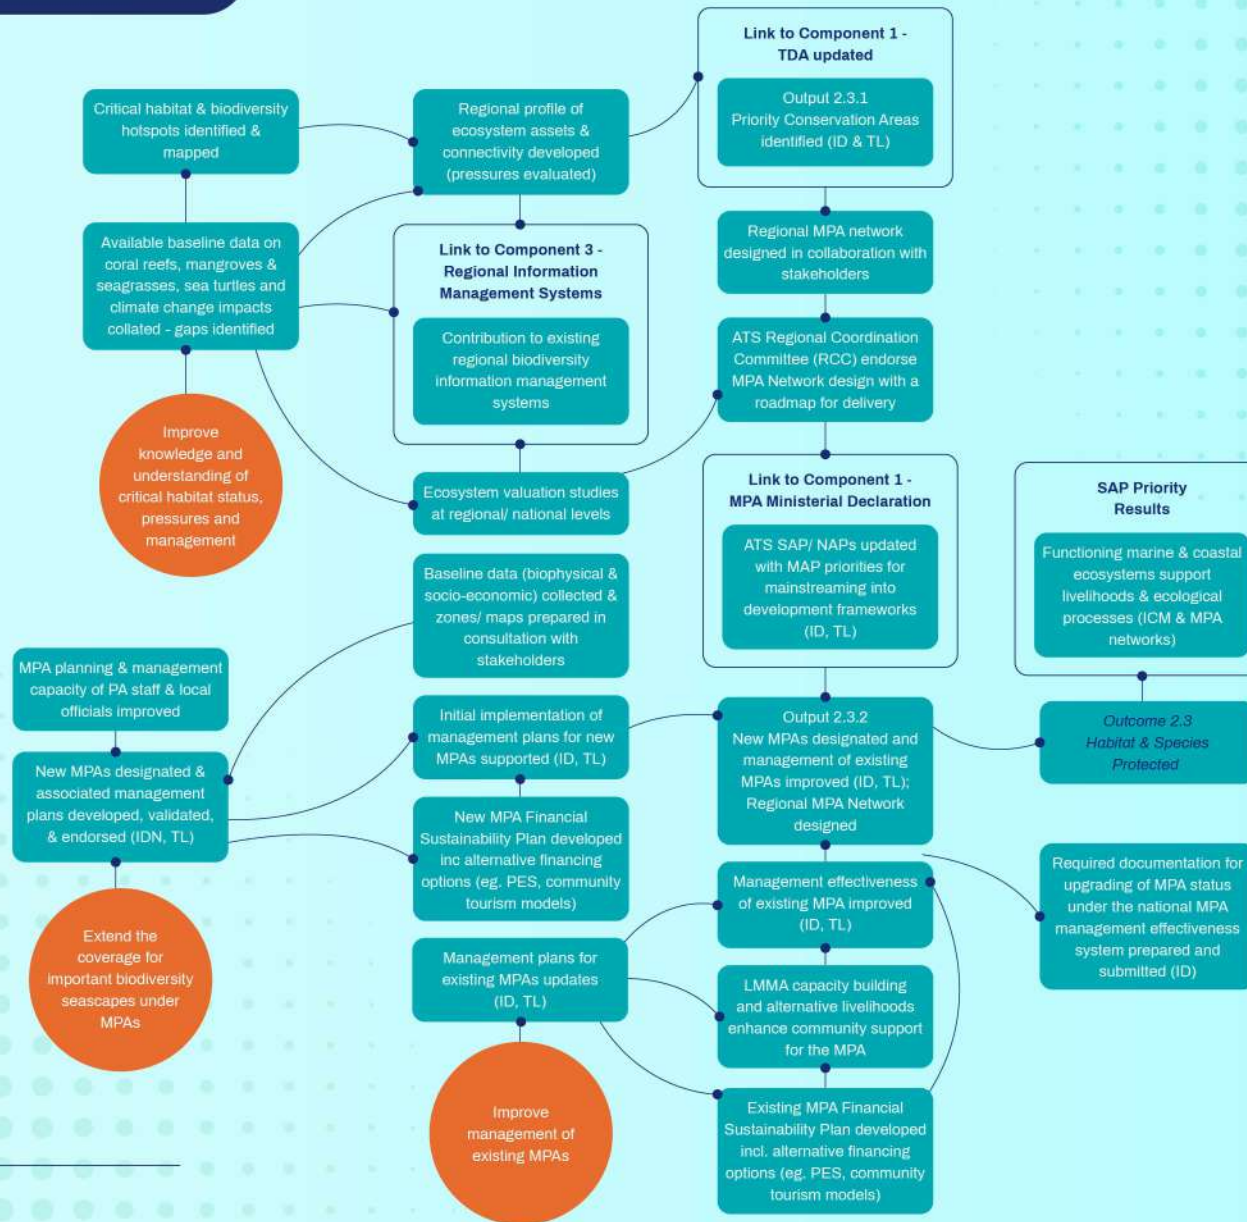 Link to Component 1 -
TDA updated
Output 2.3.1
Priority Conservation Areas
identified (ID & TL)
Critical habitat & biodiversity
hotspots identified &
mapped
Regional profile of
ecosystem assets &
connectivity developed
(pressures evaluated)
Available baseline data on
coral reefs, mangroves &
seagrasses, sea turtles and
climate change impacts
collated - gaps identified
Link to Component 3 -
Regional Information
Management Systems
Contribution to existing
regional biodiversity
information management
systems
Regional MPA network
designed in collaboration with
stakeholders
ATS Regional Coordination
Committee (RCC) endorse
MPA Network design with a
roadmap for delivery
Improve
knowledge and
understanding of
critical habitat status,
pressures and
management
Ecosystem valuation studies
at regional/ national levels
Link to Component 1 -
MPA Ministerial Declaration
ATS SAP/ NAPs updated
with MAP priorities for
mainstreaming into
development frameworks
(ID, TL)
SAP Priority
Results
Functioning marine & coastal
ecosystems support
livelihoods & ecological
processes (ICM & MPA
networks)
Baseline data (biophysical &
socio-economic) collected &
zones/ maps prepared in
consultation with
stakeholders
MPA planning & management
capacity of PA staff & local
officials improved
New MPAs designated &
associated management
plans developed, validated,
& endorsed (IDN, TL)
Initial implementation of
management plans for new
MPAs supported (ID, TL)
Output 2.3.2
New MPAs designated and
management of existing
MPAs improved (ID, TL);
Regional MPA Network
designed
Outcome 2.3
Habitat & Species
Protected
New MPA Financial
Sustainability Plan developed
inc alternative financing
options (eg. PES, community
tourism models)
Management effectiveness
of existing MPA improved
(ID, TL)
Required documentation for
upgrading of MPA status
under the national MPA
management effectiveness
system prepared and
submitted (ID)
Extend the
coverage for
important biodiversity
seascapes under
MPAs
Management plans for
existing MPAs updates
(ID, TL)
LMMA capacity building
and alternative livelihoods
enhance community support
for the MPA
Improve
management of
existing MPAs
Existing MPA Financial
Sustainability Plan developed
incl. alternative financing
options (eg. PES, community
tourism models)